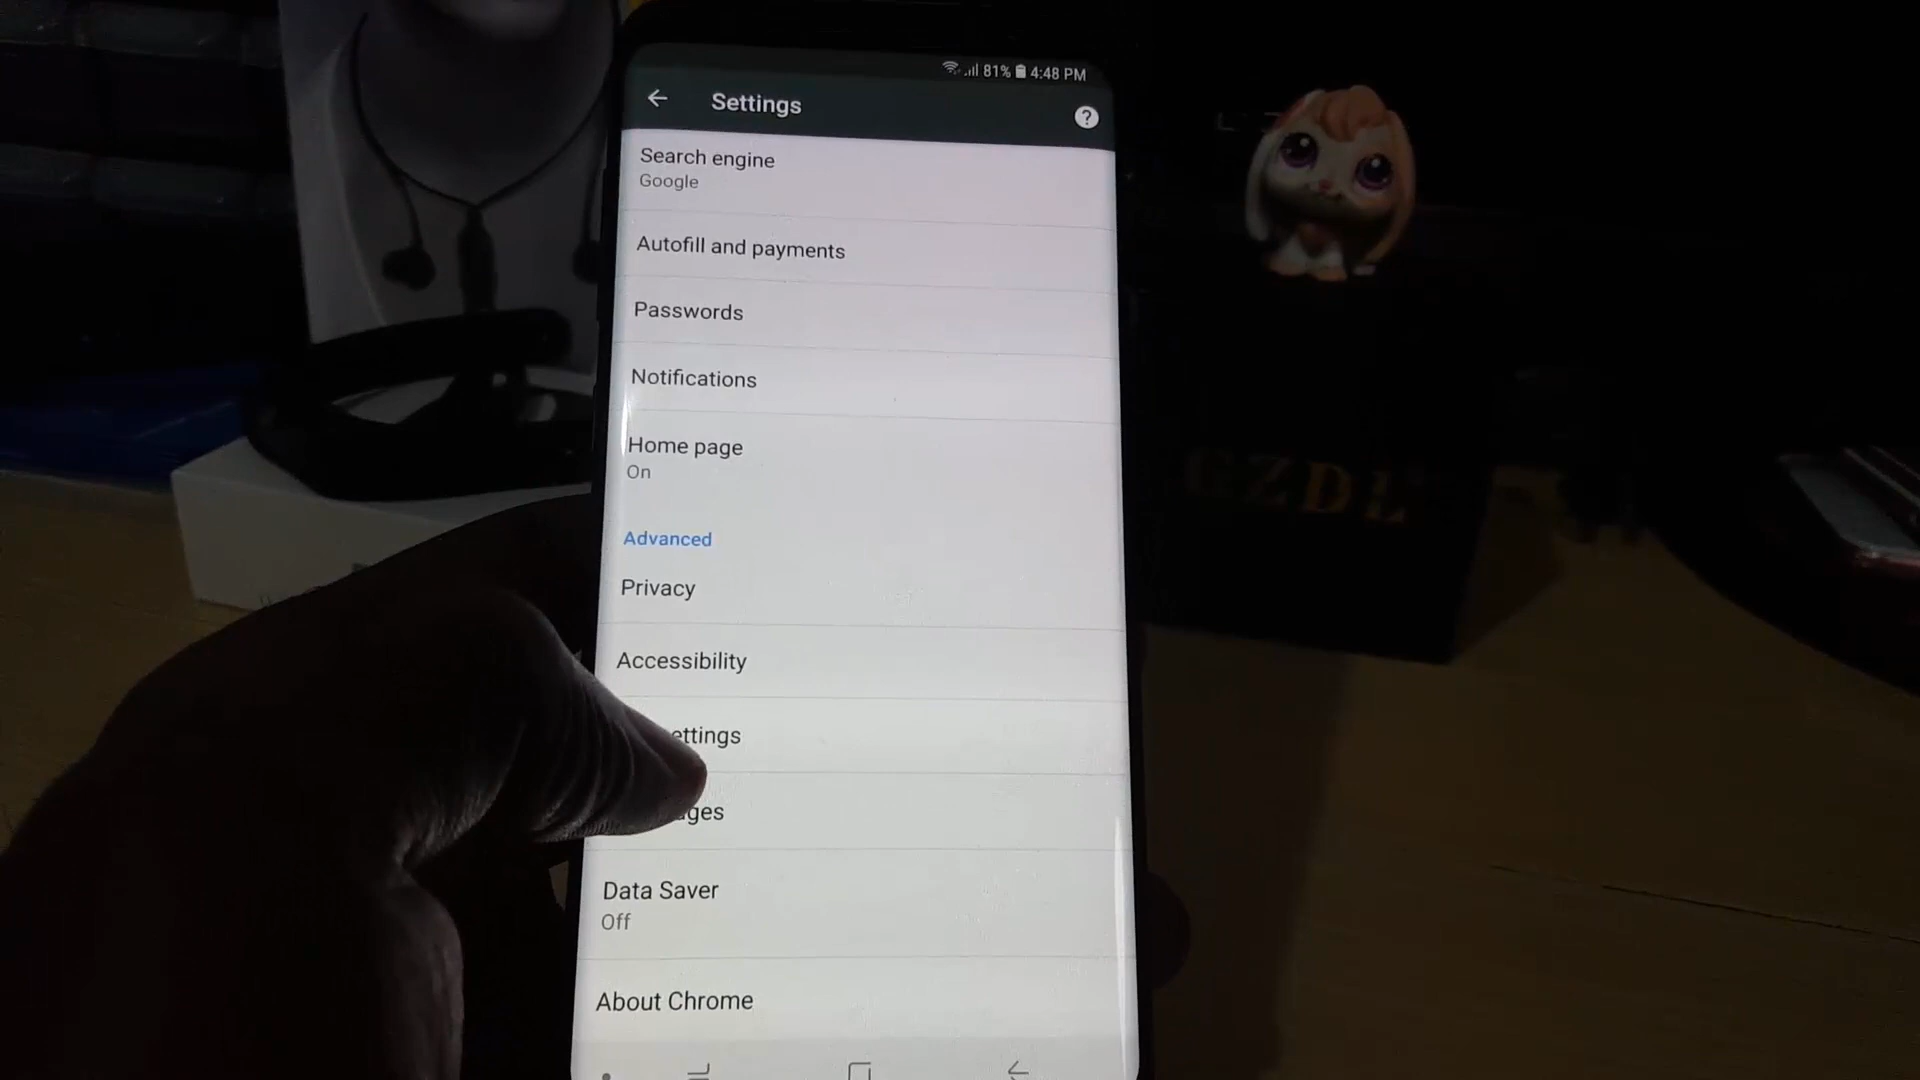 81% 4:48 PM
Settings
Search engine
Google
Autofill and payments
Passwords
Notifications
Home page
On
Advanced
Privacy
Accessibility
ettings
ges
Data Saver
Off
About Chrome
GZDL